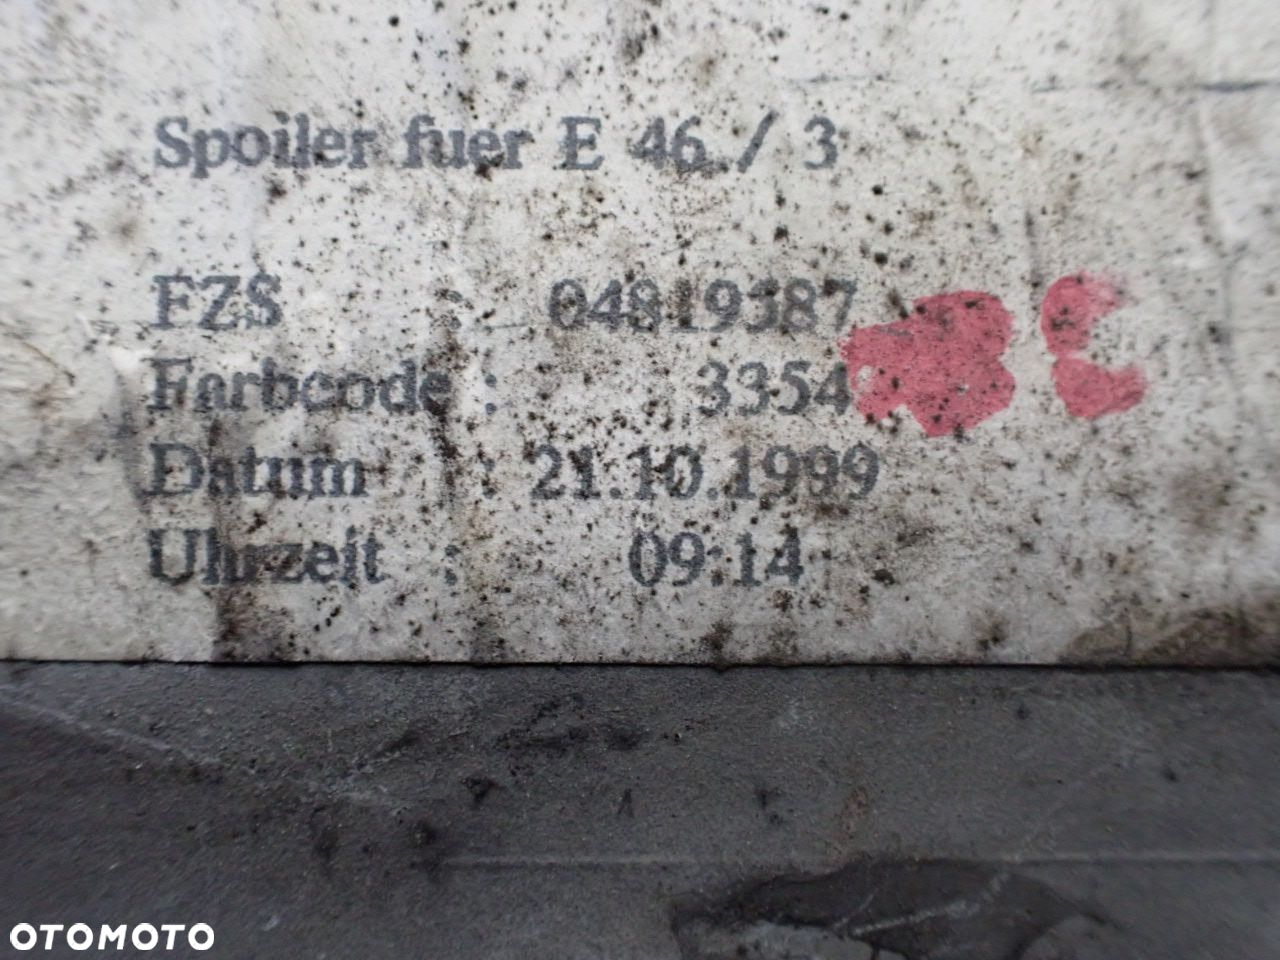 Spoiler fuer E 46 / 3
FZS : 04819387
Farbcode : 3354
Datum : 21.10.1999
Uhrzeit : 09:14
OTOMOTO